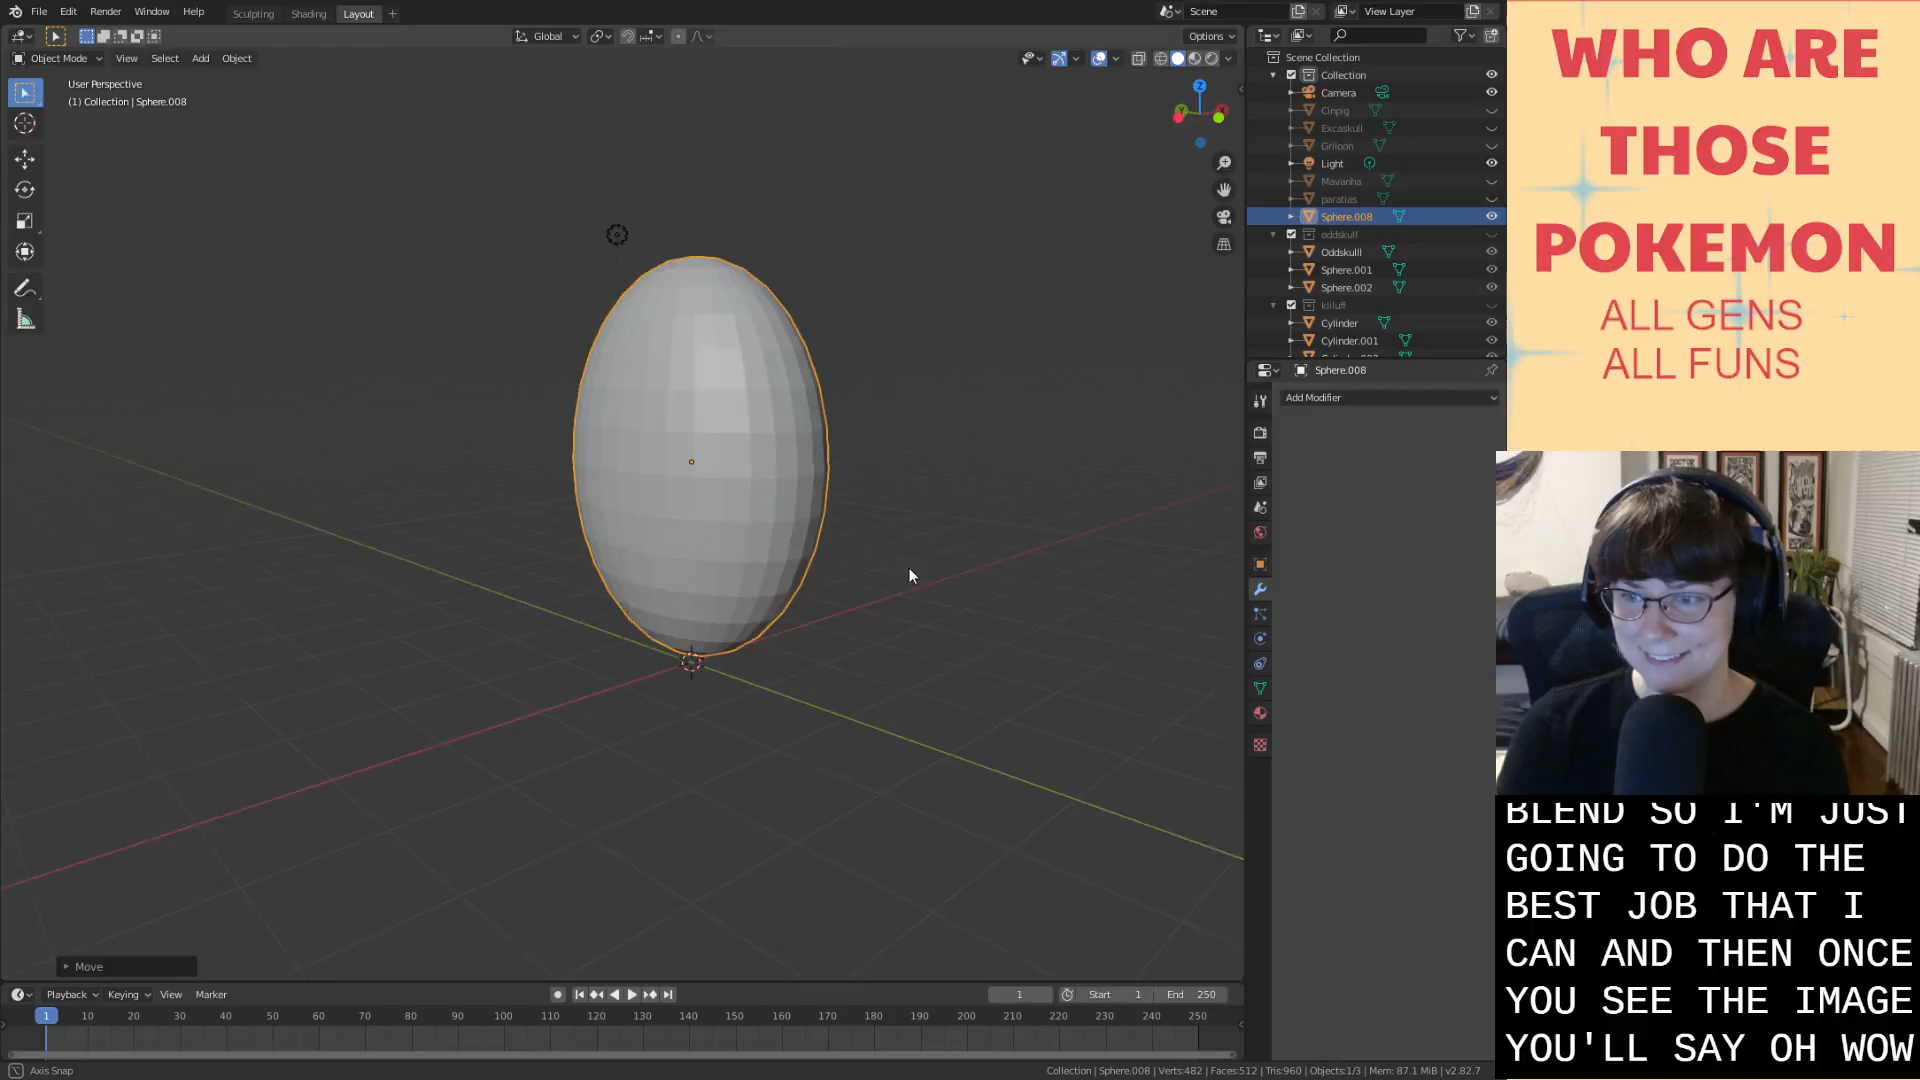 File Edit Render Window Help Sculpting Shading Layout + Scene View Layer
Global Options
Object Mode View Select Add Object
User Perspective
(1) Collection | Sphere.008
Z
Y
X
Scene Collection
Collection
Camera
Cinpig
Excaskull
Light
Mavanha
paratias
Sphere.008
oddskull
Oddskulll
Sphere.001
Sphere.002
kliluff
Cylinder
Cylinder.001
Sphere.008
Add Modifier
Move
Playback Keying View Marker 1 Start 1 End 250
1 10 20 30 40 50 60 70 80 90 100 110 120 130 140 150 160 170 180 190 200 210 220 230 240 250
Axis Snap
Collection | Sphere.008 | Verts:482 | Faces:512 | Tris:960 | Objects:1/3 | Mem: 87.1 MiB | v2.82.7
WHO ARE
THOSE
POKEMON
ALL GENS
ALL FUNS
BLEND SO I'M JUST
GOING TO DO THE
BEST JOB THAT I
CAN AND THEN ONCE
YOU SEE THE IMAGE
YOU'LL SAY OH WOW